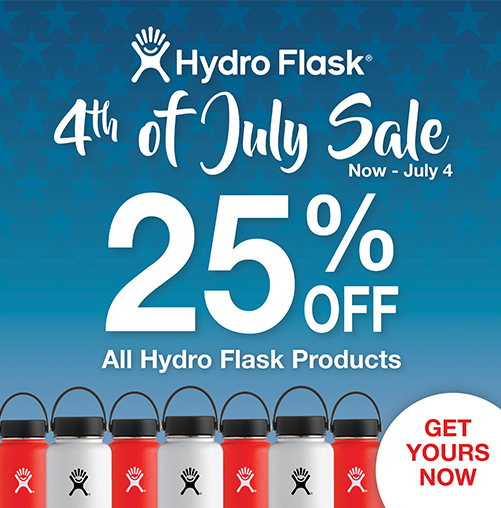 Hydro Flask®
4th of July Sale
Now - July 4
25% OFF
All Hydro Flask Products
GET
YOURS
NOW